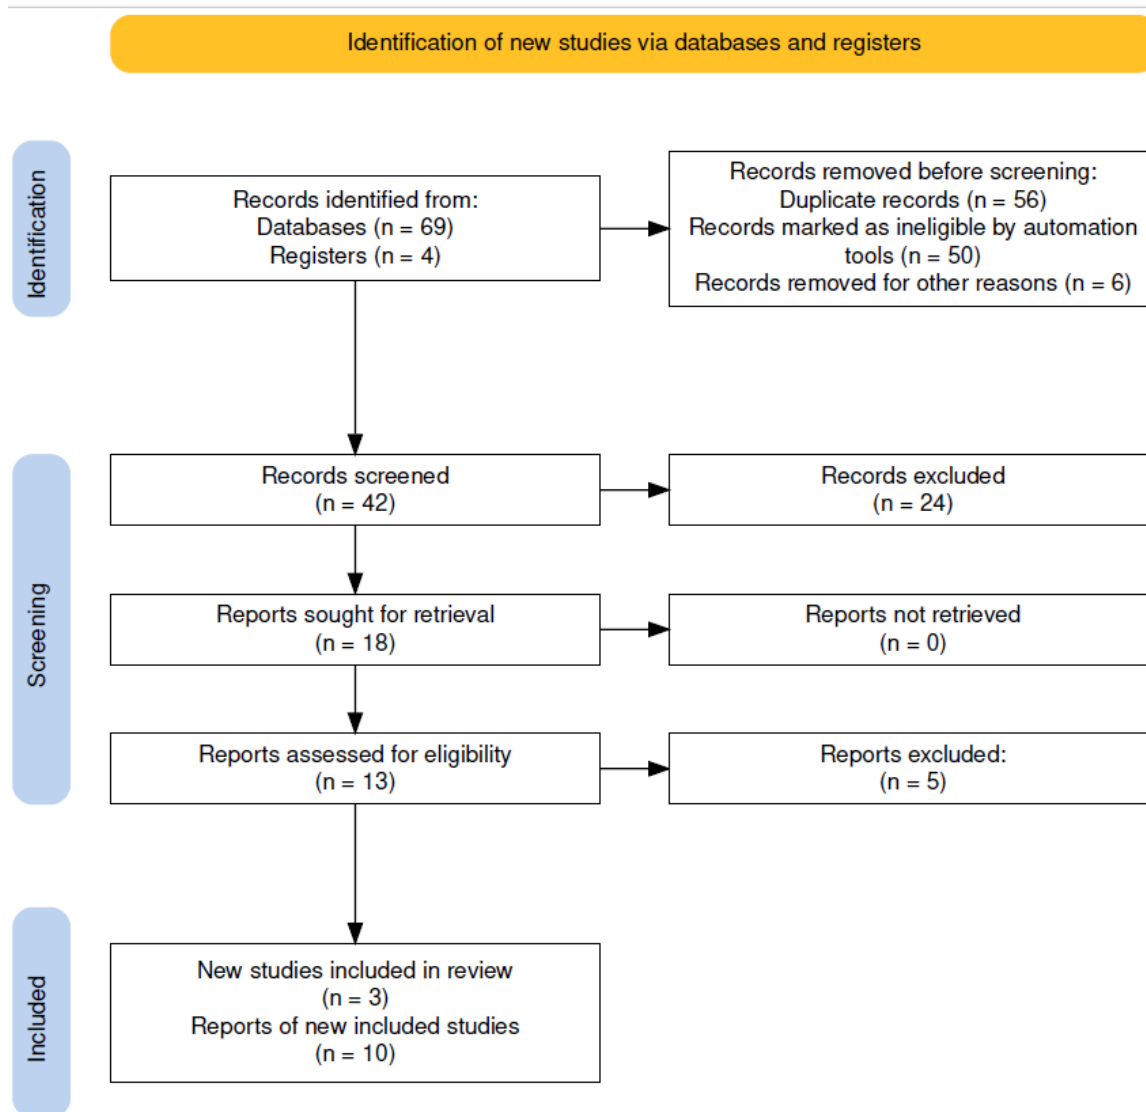 Identification of new studies via databases and registers
Identification
Records identified from:
Databases (n = 69)
Registers (n = 4)
Records removed before screening:
Duplicate records (n = 56)
Records marked as ineligible by automation
tools (n = 50)
Records removed for other reasons (n = 6)
Screening
Records screened
(n = 42)
Records excluded
(n = 24)
Reports sought for retrieval
(n = 18)
Reports not retrieved
(n = 0)
Reports assessed for eligibility
(n = 13)
Reports excluded:
(n = 5)
Included
New studies included in review
(n = 3)
Reports of new included studies
(n = 10)